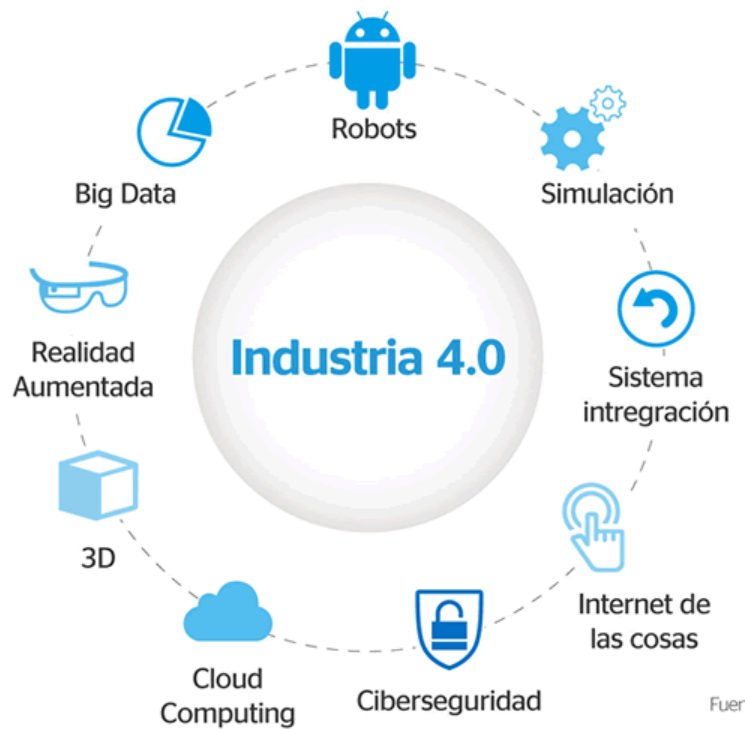 Robots
Simulación
Sistema
intregración
Internet de
las cosas
Ciberseguridad
Cloud
Computing
3D
Realidad
Aumentada
Big Data
Industria 4.0
Fuer